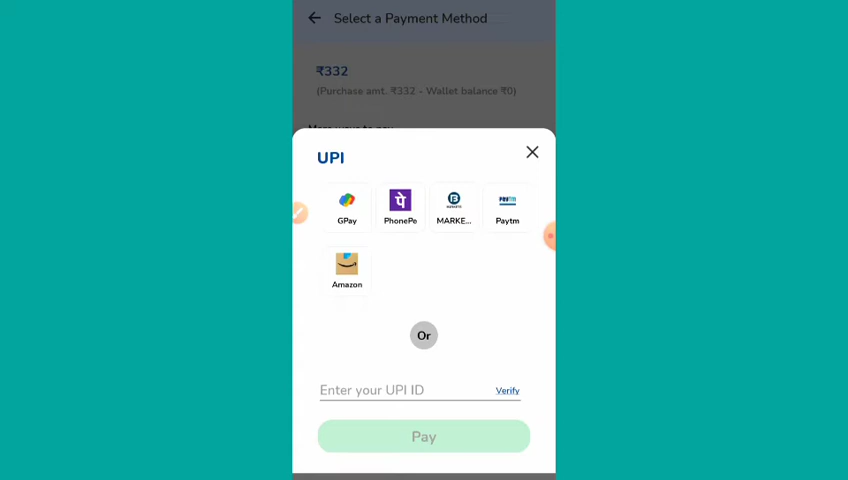 Select a Payment Method
₹332
(Purchase amt. ₹332 - Wallet balance ₹0)
More ways to pay
UPI
GPay PhonePe MARKE... Paytm
Amazon
Or
Enter your UPI ID Verify
Pay